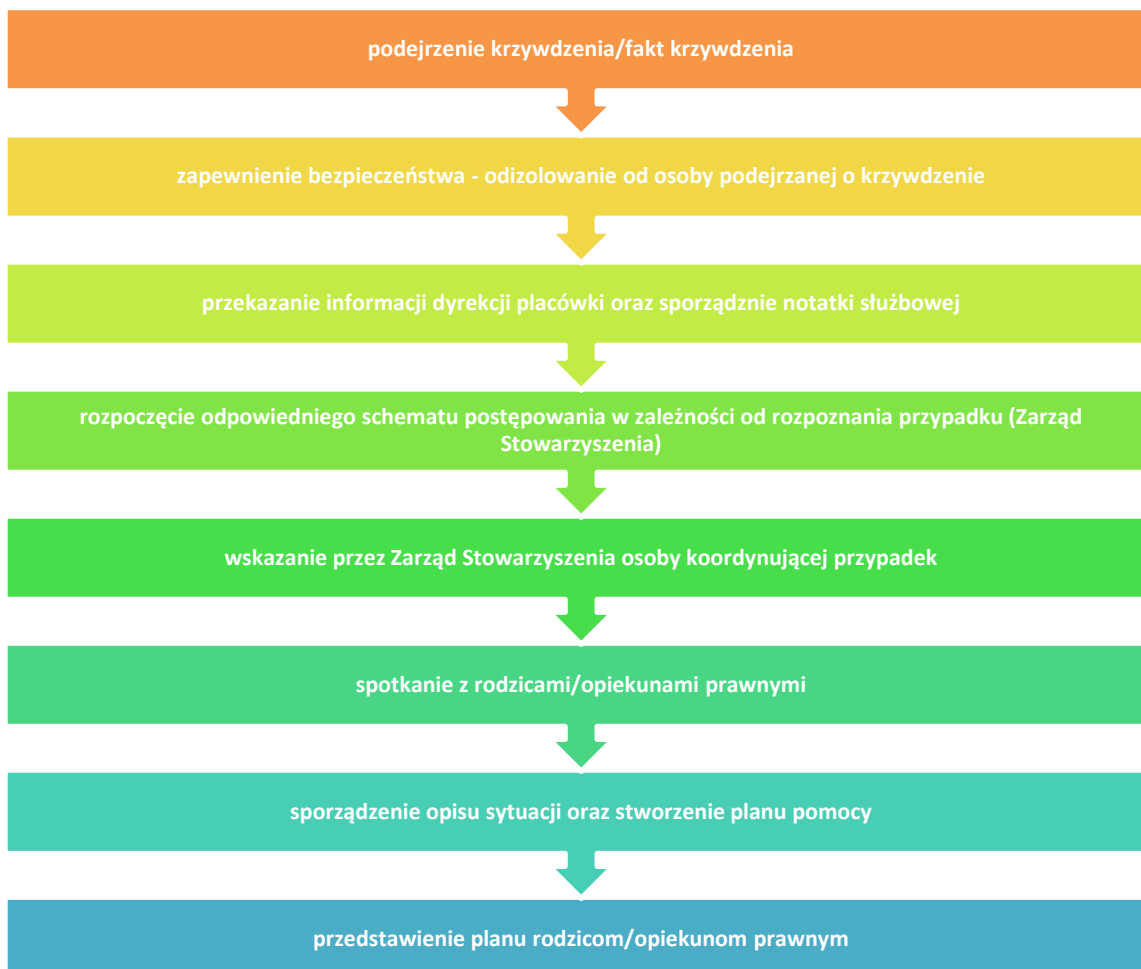 podejrzenie krzywdzenia/fakt krzywdzenia
zapewnienie bezpieczeństwa - odizolowanie od osoby podejrzanej o krzywdzenie
przekazanie informacji dyrekcji placówki oraz sporządznie notatki służbowej
rozpoczęcie odpowiedniego schematu postępowania w zależności od rozpoznania przypadku (Zarząd
Stowarzyszenia)
wskazanie przez Zarząd Stowarzyszenia osoby koordynującej przypadek
spotkanie z rodzicami/opiekunami prawnymi
sporządzenie opisu sytuacji oraz stworzenie planu pomocy
przedstawienie planu rodzicom/opiekunom prawnym